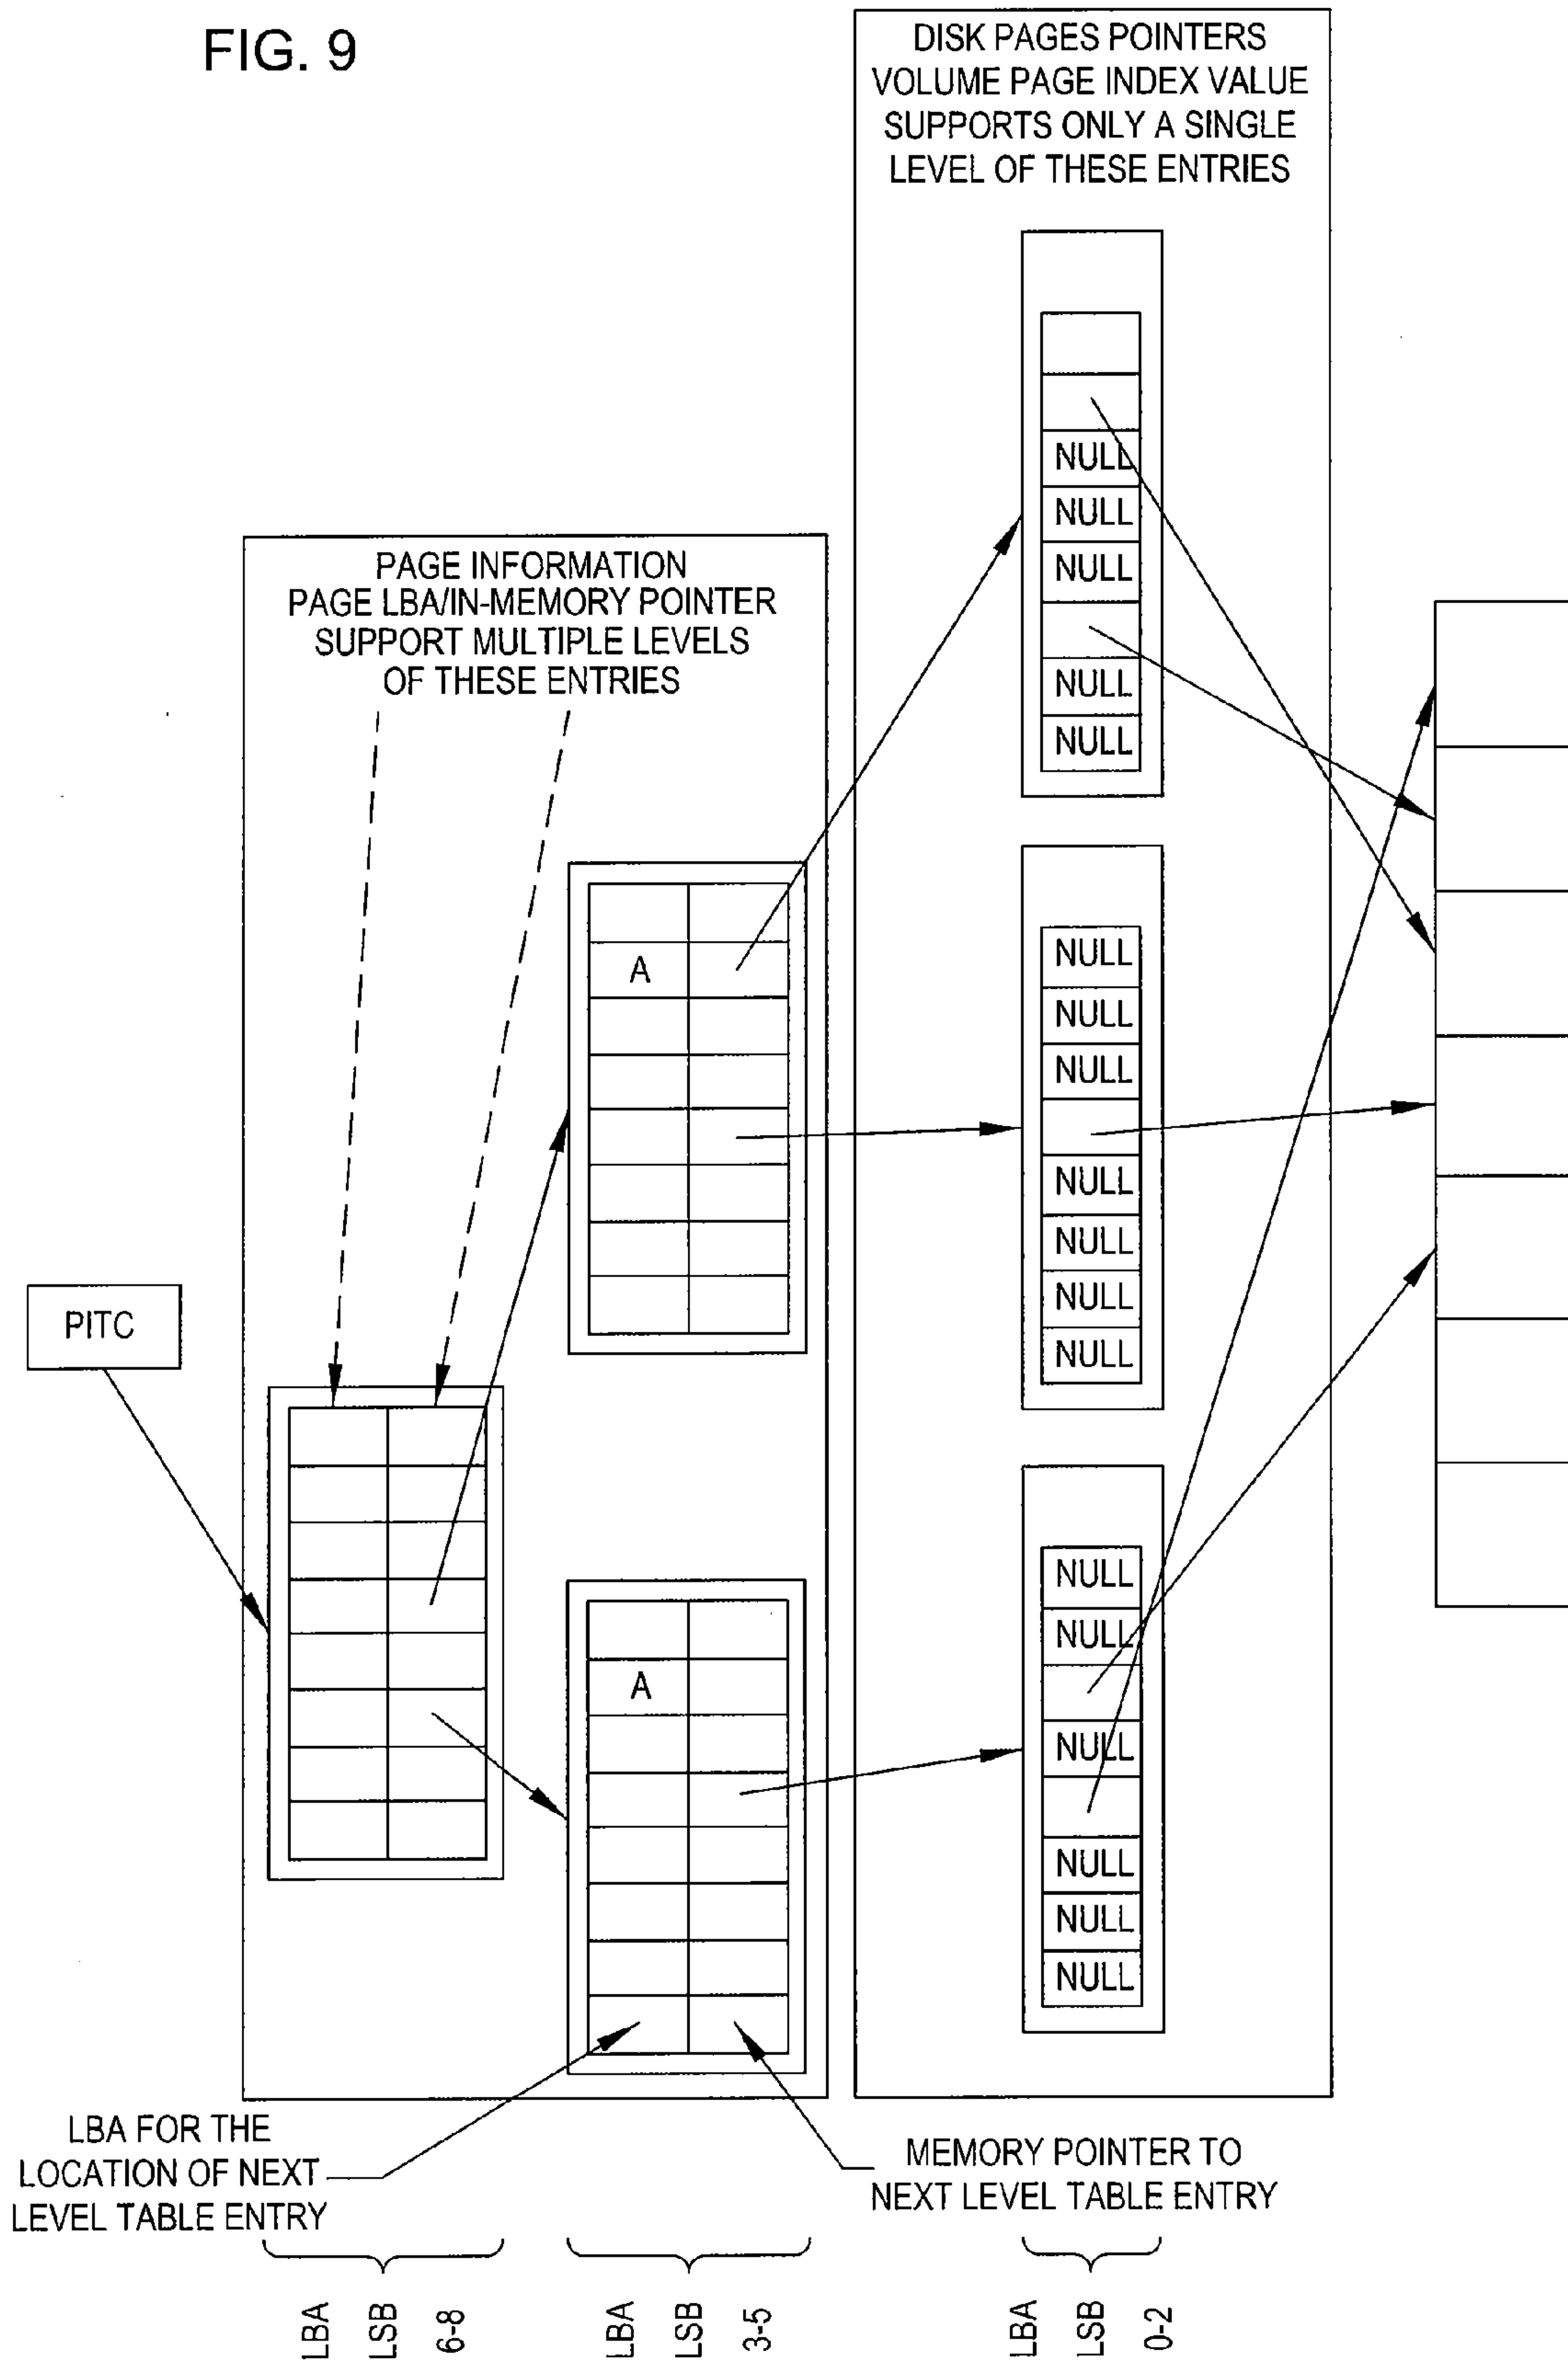 FIG. 9
DISK PAGES POINTERS
VOLUME PAGE INDEX VALUE
SUPPORTS ONLY A SINGLE
LEVEL OF THESE ENTRIES
NULL
NULL
NULL
NULL
NULL
PAGE INFORMATION
PAGE LBA/IN-MEMORY POINTER
SUPPORT MULTIPLE LEVELS
OF THESE ENTRIES
A
NULL
NULL
NULL
NULL
NULL
NULL
NULL
PITC
A
NULL
NULL
NULL
NULL
NULL
NULL
LBA FOR THE
LOCATION OF NEXT
LEVEL TABLE ENTRY
MEMORY POINTER TO
NEXT LEVEL TABLE ENTRY
LBA
LSB
6-8
LBA
LSB
3-5
LBA
LSB
0-2